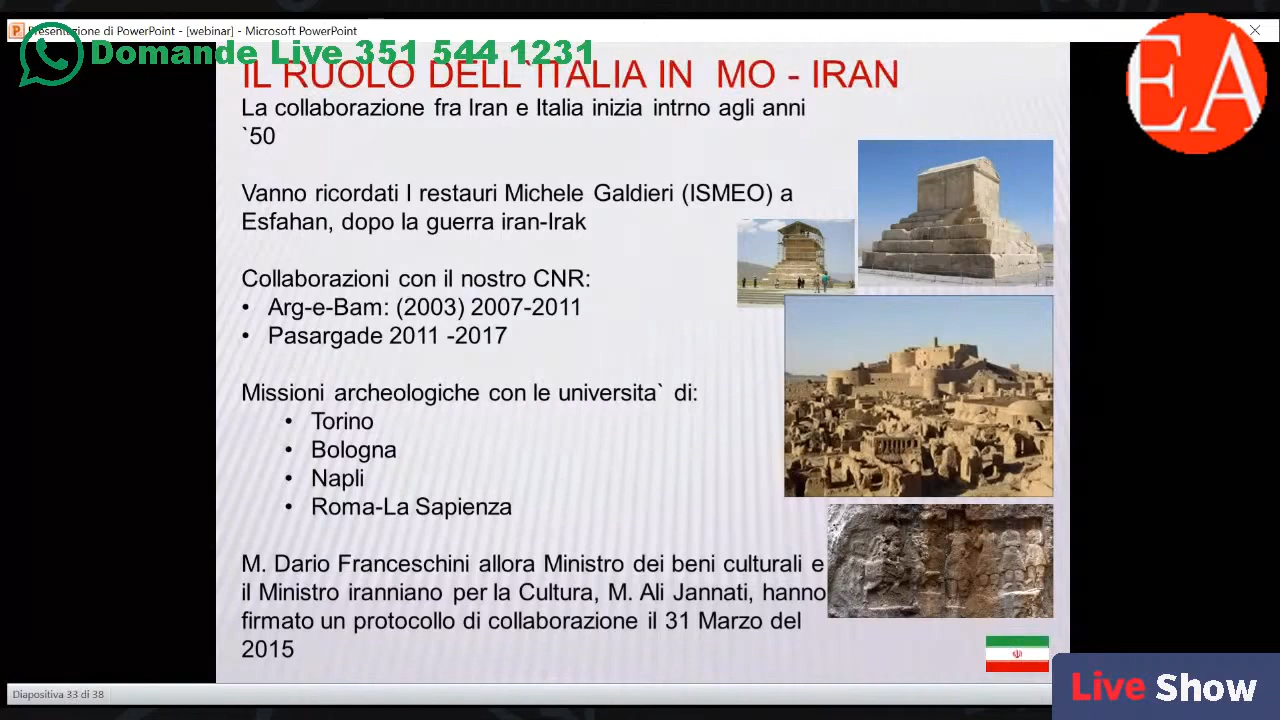 Presentazione di PowerPoint - [webinar] - Microsoft PowerPoint
Domande Live 351 544 1231
EA
IL RUOLO DELL`ITALIA IN MO - IRAN
La collaborazione fra Iran e Italia inizia intrno agli anni
`50
Vanno ricordati I restauri Michele Galdieri (ISMEO) a
Esfahan, dopo la guerra iran-Irak
Collaborazioni con il nostro CNR:
• Arg-e-Bam: (2003) 2007-2011
• Pasargade 2011 -2017
Missioni archeologiche con le universita` di:
• Torino
• Bologna
• Napli
• Roma-La Sapienza
M. Dario Franceschini allora Ministro dei beni culturali e
il Ministro iranniano per la Cultura, M. Ali Jannati, hanno
firmato un protocollo di collaborazione il 31 Marzo del
2015
Diapositiva 33 di 38
Live Show